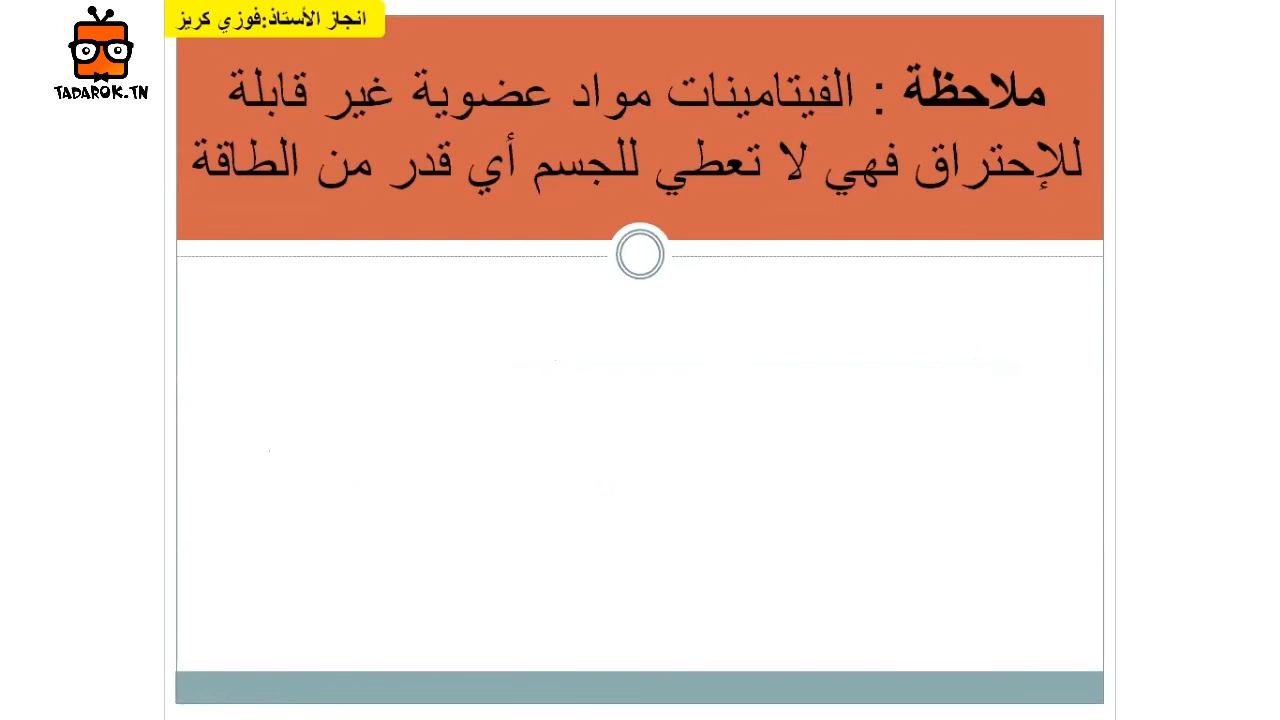 انجاز الأستاذ:فوزي كريز
TADAROK.TN
ملاحظة : الفيتامينات مواد عضوية غير قابلة
للإحتراق فهي لا تعطي للجسم أي قدر من الطاقة